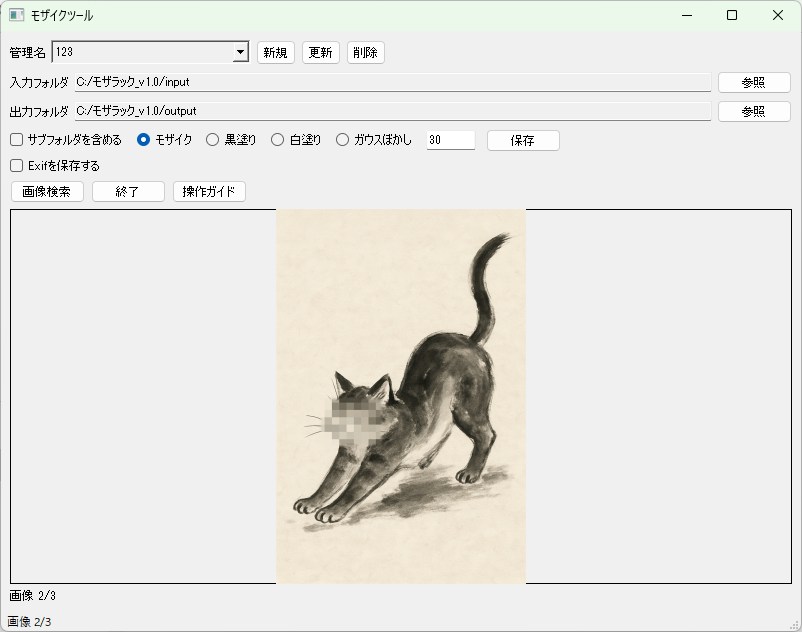 モザイクツール
管理名 123 新規 更新 削除
入力フォルダ C:/モザラック_v1.0/input 参照
出力フォルダ C:/モザラック_v1.0/output 参照
サブフォルダを含める モザイク 黒塗り 白塗り ガウスぼかし 30 保存
Exifを保存する
画像検索 終了 操作ガイド
画像 2/3
画像 2/3